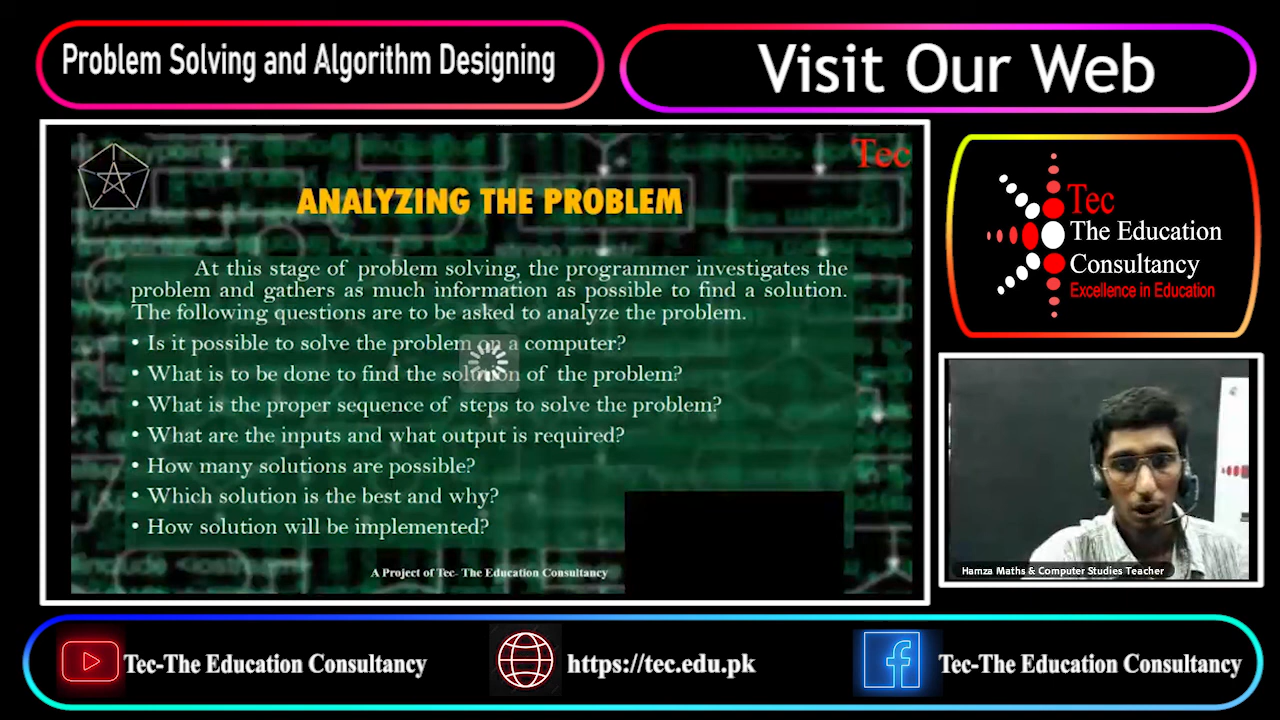 Problem Solving and Algorithm Designing
Visit Our Web
Tec
ANALYZING THE PROBLEM
At this stage of problem solving, the programmer investigates the
problem and gathers as much information as possible to find a solution.
The following questions are to be asked to analyze the problem.
• Is it possible to solve the problem on a computer?
• What is to be done to find the solution of the problem?
• What is the proper sequence of steps to solve the problem?
• What are the inputs and what output is required?
• How many solutions are possible?
• Which solution is the best and why?
• How solution will be implemented?
A Project of Tec- The Education Consultancy
Tec
The Education
Consultancy
Excellence in Education
Hamza Maths & Computer Studies Teacher
Tec-The Education Consultancy
https://tec.edu.pk
Tec-The Education Consultancy